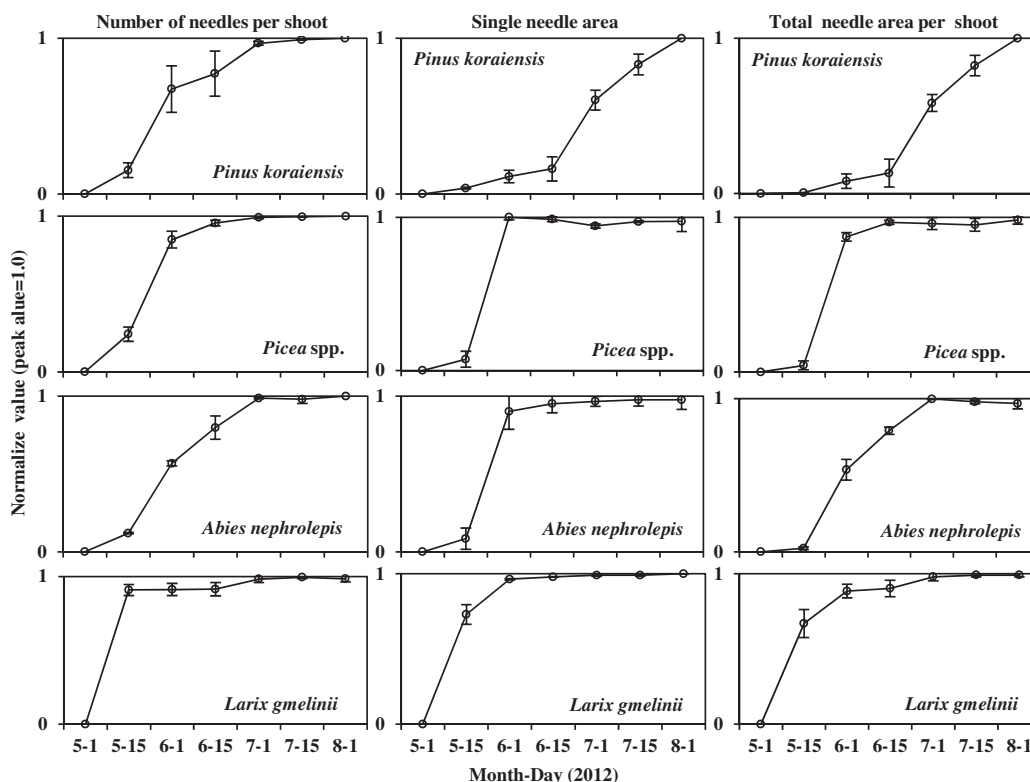 Number of needles per shoot
Single needle area
Total needle area per shoot
Normalize value (peak alue=1.0)
1
Pinus koraiensis
0
1
Pinus koraiensis
0
1
Pinus koraiensis
0
1
Picea spp.
0
1
Picea spp.
0
1
Picea spp.
0
1
Abies nephrolepis
0
1
Abies nephrolepis
0
1
Abies nephrolepis
0
1
Larix gmelinii
0
1
Larix gmelinii
0
1
Larix gmelinii
0
5-1 5-15 6-1 6-15 7-1 7-15 8-1
5-1 5-15 6-1 6-15 7-1 7-15 8-1
5-1 5-15 6-1 6-15 7-1 7-15 8-1
Month-Day (2012)